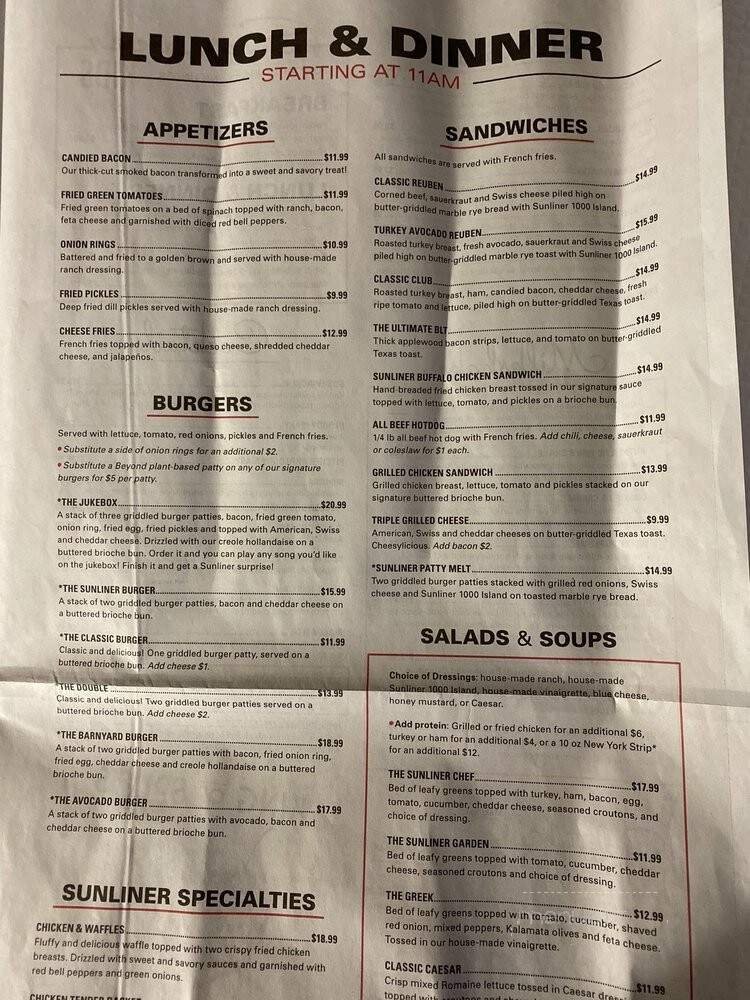 LUNCH & DINNER
STARTING AT 11AM
APPETIZERS
CANDIED BACON $11.99
Our thick-cut smoked bacon transformed into a sweet and savory treat!
FRIED GREEN TOMATOES $11.99
Fried green tomatoes on a bed of spinach topped with ranch, bacon,
feta cheese and garnished with diced red bell peppers.
ONION RINGS $10.99
Battered and fried to a golden brown and served with house-made
ranch dressing.
FRIED PICKLES $9.99
Deep fried dill pickles served with house-made ranch dressing.
CHEESE FRIES $12.99
French fries topped with bacon, queso cheese, shredded cheddar
cheese, and jalapeños.
BURGERS
Served with lettuce, tomato, red onions, pickles and French fries.
• Substitute a side of onion rings for an additional $2.
• Substitute a Beyond plant-based patty on any of our signature
burgers for $5 per patty.
*THE JUKEBOX $20.99
A stack of three griddled burger patties, bacon, fried green tomato,
onion ring, fried egg, fried pickles and topped with American, Swiss
and cheddar cheese. Drizzled with our creole hollandaise on a
buttered brioche bun. Order it and you can play any song you'd like
on the jukebox! Finish it and get a Sunliner surprise!
*THE SUNLINER BURGER $15.99
A stack of two griddled burger patties, bacon and cheddar cheese on
a buttered brioche bun.
*THE CLASSIC BURGER $11.99
Classic and delicious! One griddled burger patty, served on a
buttered brioche bun. Add cheese $1.
*THE DOUBLE $13.99
Classic and delicious! Two griddled burger patties served on a
buttered brioche bun. Add cheese $2.
*THE BARNYARD BURGER $18.99
A stack of two griddled burger patties with bacon, fried onion ring,
fried egg, cheddar cheese and creole hollandaise on a buttered
brioche bun.
*THE AVOCADO BURGER $17.99
A stack of two griddled burger patties with avocado, bacon and
cheddar cheese on a buttered brioche bun.
SUNLINER SPECIALTIES
CHICKEN & WAFFLES $18.99
Fluffy and delicious waffle topped with two crispy fried chicken
breasts. Drizzled with sweet and savory sauces and garnished with
red bell peppers and green onions.
CHICKEN TENDER BASKET
SANDWICHES
All sandwiches are served with French fries.
CLASSIC REUBEN $14.99
Corned beef, sauerkraut and Swiss cheese piled high on
butter-griddled marble rye bread with Sunliner 1000 Island.
TURKEY AVOCADO REUBEN $15.99
Roasted turkey breast, fresh avocado, sauerkraut and Swiss cheese
piled high on butter-griddled marble rye toast with Sunliner 1000 Island.
CLASSIC CLUB $14.99
Roasted turkey breast, ham, candied bacon, cheddar cheese, fresh
ripe tomato and lettuce, piled high on butter-griddled Texas toast.
THE ULTIMATE BLT $14.99
Thick applewood bacon strips, lettuce, and tomato on butter-griddled
Texas toast.
SUNLINER BUFFALO CHICKEN SANDWICH $14.99
Hand-breaded fried chicken breast tossed in our signature sauce
topped with lettuce, tomato, and pickles on a brioche bun.
ALL BEEF HOTDOG $11.99
1/4 lb all beef hot dog with French fries. Add chili, cheese, sauerkraut
or coleslaw for $1 each.
GRILLED CHICKEN SANDWICH $13.99
Grilled chicken breast, lettuce, tomato and pickles stacked on our
signature buttered brioche bun.
TRIPLE GRILLED CHEESE $9.99
American, Swiss and cheddar cheeses on butter-griddled Texas toast.
Cheesylicious. Add bacon $2.
*SUNLINER PATTY MELT $14.99
Two griddled burger patties stacked with grilled red onions, Swiss
cheese and Sunliner 1000 Island on toasted marble rye bread.
SALADS & SOUPS
Choice of Dressings: house-made ranch, house-made
Sunliner 1000 Island, house-made vinaigrette, blue cheese,
honey mustard, or Caesar.
•Add protein: Grilled or fried chicken for an additional $6,
turkey or ham for an additional $4, or a 10 oz New York Strip*
for an additional $12.
THE SUNLINER CHEF $17.99
Bed of leafy greens topped with turkey, ham, bacon, egg,
tomato, cucumber, cheddar cheese, seasoned croutons, and
choice of dressing.
THE SUNLINER GARDEN $11.99
Bed of leafy greens topped with tomato, cucumber, cheddar
cheese, seasoned croutons and choice of dressing.
THE GREEK $12.99
Bed of leafy greens topped with tomato, cucumber, shaved
red onion, mixed peppers, Kalamata olives and feta cheese.
Tossed in our house-made vinaigrette.
CLASSIC CAESAR $11.99
Crisp mixed Romaine lettuce tossed in Caesar
topped with croutons and